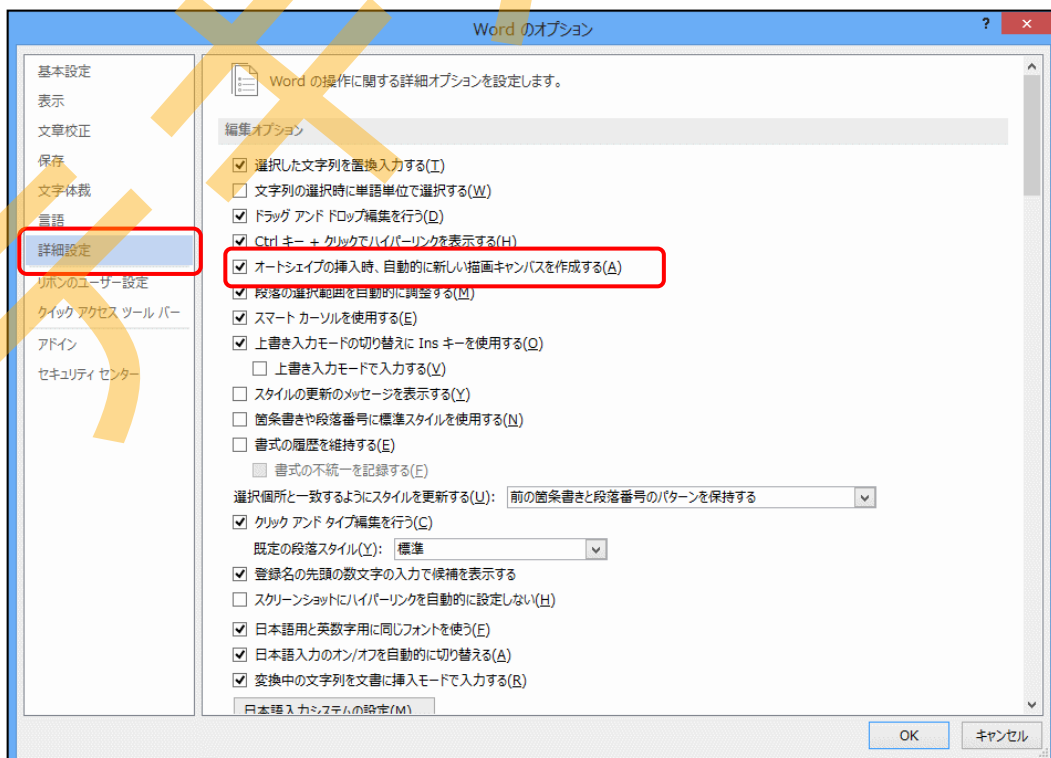 Word のオプション
?
×
基本設定
表示
文章校正
保存
文字体裁
言語
詳細設定
リボンのユーザー設定
クイック アクセス ツール バー
アドイン
セキュリティ センター
Word の操作に関する詳細オプションを設定します。
編集オプション
選択した文字列を置換入力する(T)
文字列の選択時に単語単位で選択する(W)
ドラッグ アンド ドロップ編集を行う(D)
Ctrl キー + クリックでハイパーリンクを表示する(H)
オートシェイプの挿入時、自動的に新しい描画キャンバスを作成する(A)
段落の選択範囲を自動的に調整する(M)
スマート カーソルを使用する(E)
上書き入力モードの切り替えに Ins キーを使用する(O)
上書き入力モードで入力する(V)
スタイルの更新のメッセージを表示する(Y)
箇条書きや段落番号に標準スタイルを使用する(N)
書式の履歴を維持する(E)
書式の不統一を記録する(F)
選択個所と一致するようにスタイルを更新する(U): 前の箇条書きと段落番号のパターンを保持する
クリック アンド タイプ編集を行う(C)
既定の段落スタイル(Y): 標準
登録名の先頭の数文字の入力で候補を表示する
スクリーンショットにハイパーリンクを自動的に設定しない(H)
日本語用と英数字用に同じフォントを使う(F)
日本語入力のオン/オフを自動的に切り替える(A)
変換中の文字列を文書に挿入モードで入力する(R)
日本語入力システムの設定(M)...
OK
キャンセル